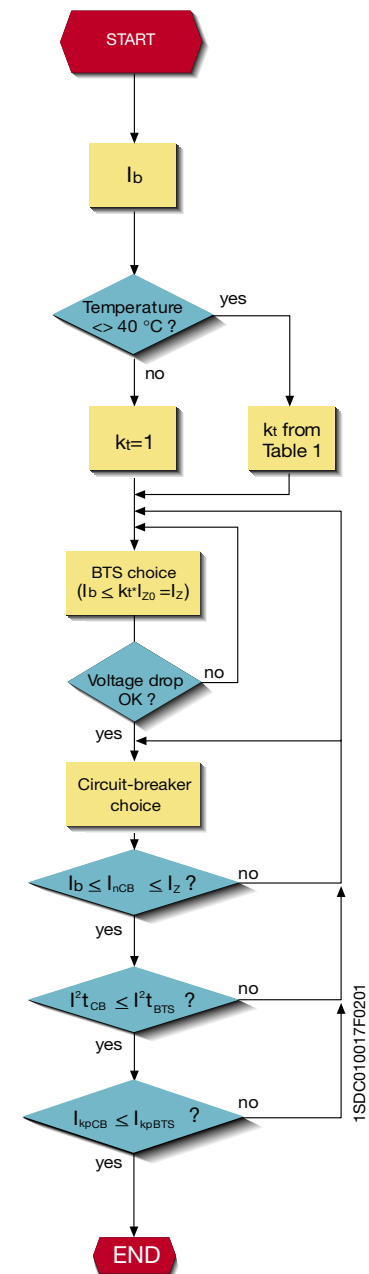 START
Ib
Temperature
<> 40 °C ?
yes
no
kt=1
kt from
Table 1
BTS choice
(Ib ≤ kt*IZ0 =IZ)
Voltage drop
OK ?
no
yes
Circuit-breaker
choice
Ib ≤ InCB ≤ IZ ?
no
yes
I²tCB ≤ I²tBTS ?
no
yes
IkpCB ≤ IkpBTS ?
no
yes
END
1SDC010017F0201